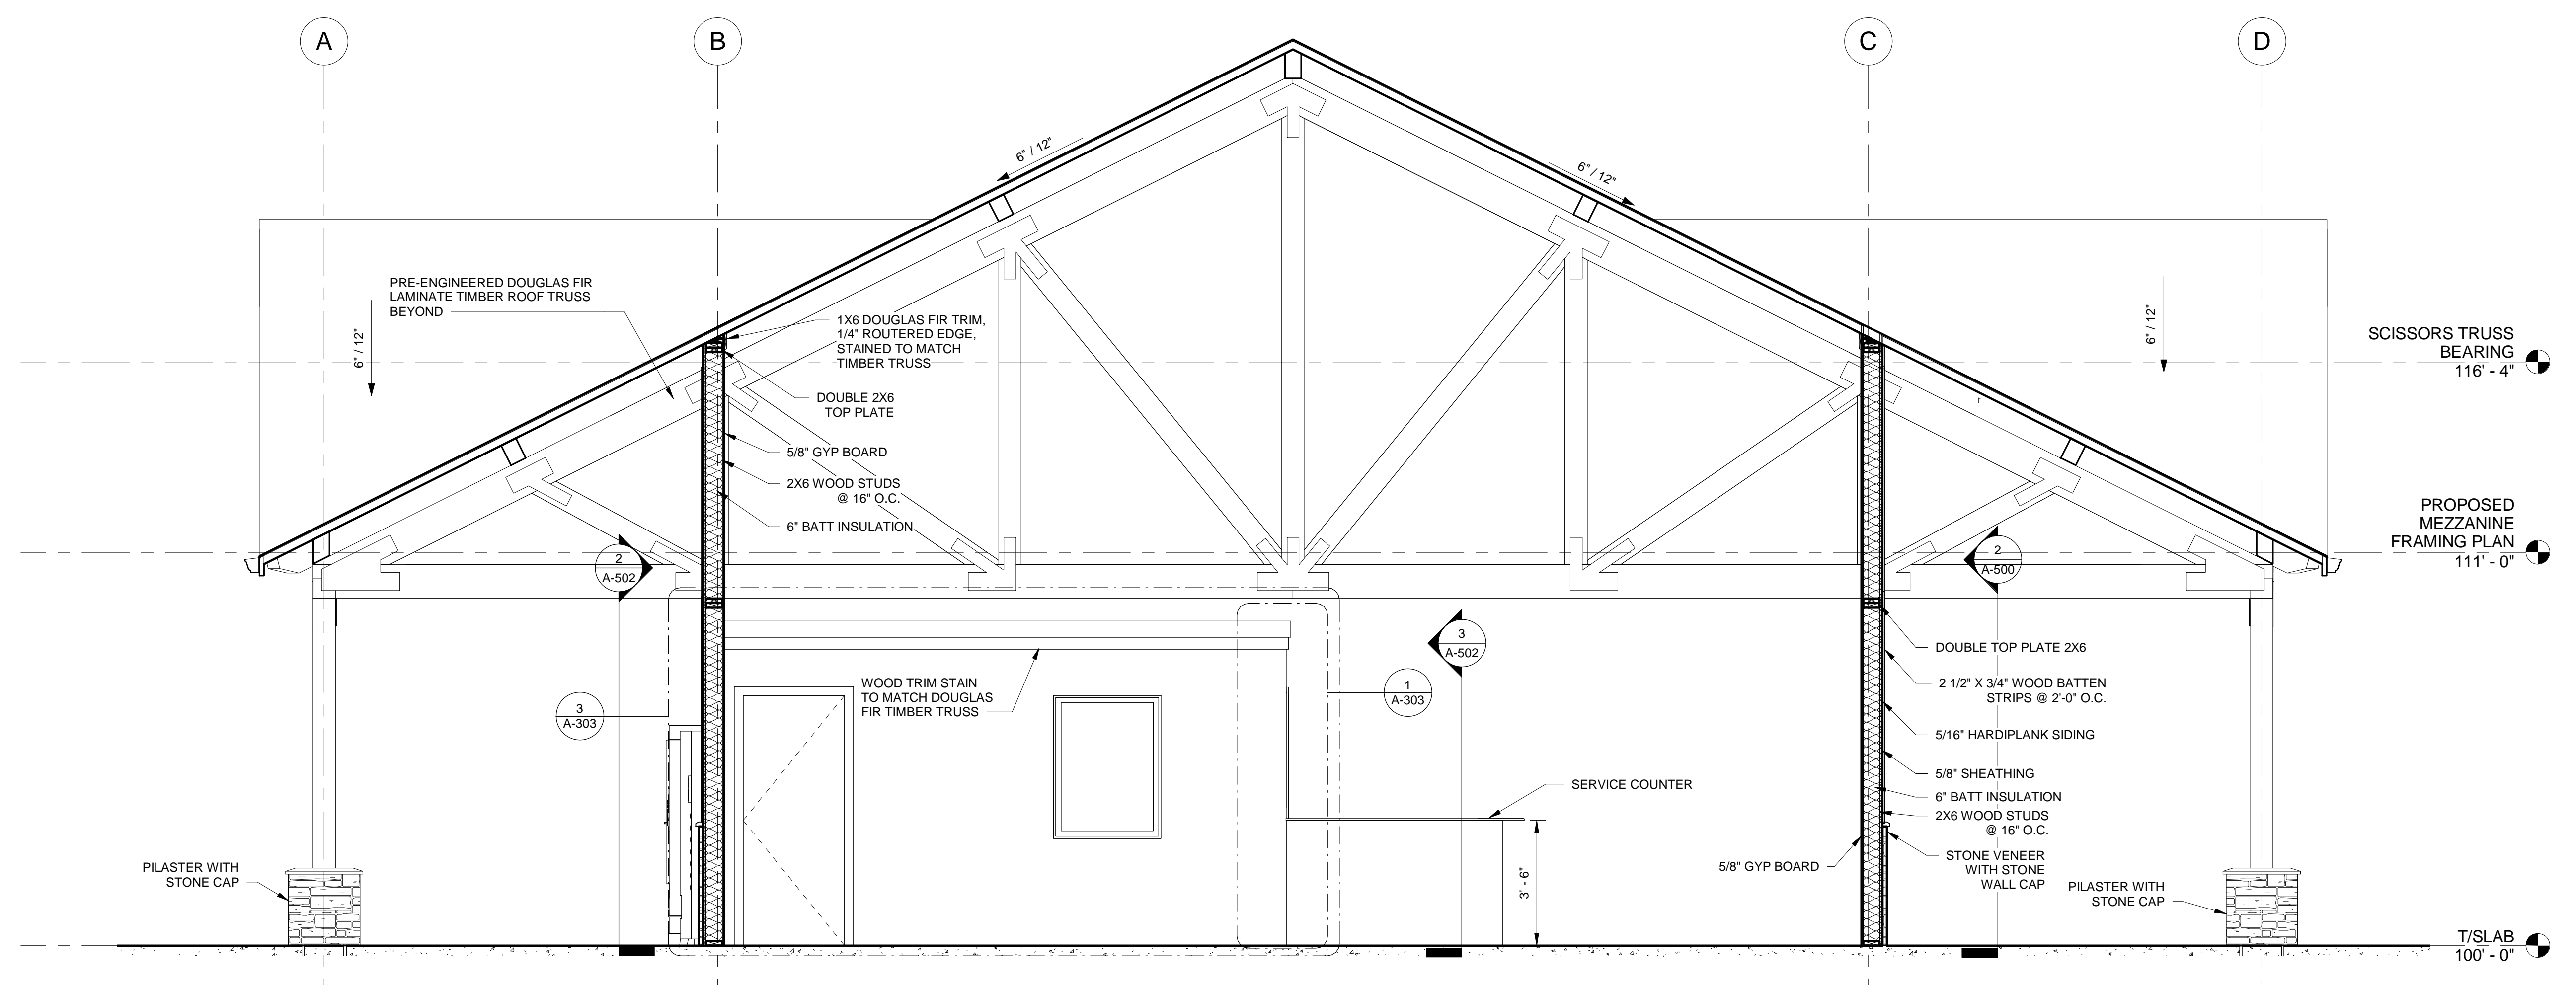 A
B
C
D
6" / 12"
6" / 12"
6" / 12"
6" / 12"
PRE-ENGINEERED DOUGLAS FIR
LAMINATE TIMBER ROOF TRUSS
BEYOND
1X6 DOUGLAS FIR TRIM,
1/4" ROUTERED EDGE,
STAINED TO MATCH
TIMBER TRUSS
DOUBLE 2X6
TOP PLATE
5/8" GYP BOARD
2X6 WOOD STUDS
@ 16" O.C.
6" BATT INSULATION
SCISSORS TRUSS
BEARING
116' - 4"
PROPOSED
MEZZANINE
FRAMING PLAN
111' - 0"
2
A-502
2
A-500
3
A-502
1
A-303
3
A-303
WOOD TRIM STAIN
TO MATCH DOUGLAS
FIR TIMBER TRUSS
DOUBLE TOP PLATE 2X6
2 1/2" X 3/4" WOOD BATTEN
STRIPS @ 2'-0" O.C.
5/16" HARDIPLANK SIDING
5/8" SHEATHING
6" BATT INSULATION
2X6 WOOD STUDS
@ 16" O.C.
STONE VENEER
WITH STONE
WALL CAP
SERVICE COUNTER
3' - 6"
5/8" GYP BOARD
PILASTER WITH
STONE CAP
PILASTER WITH
STONE CAP
T/SLAB
100' - 0"